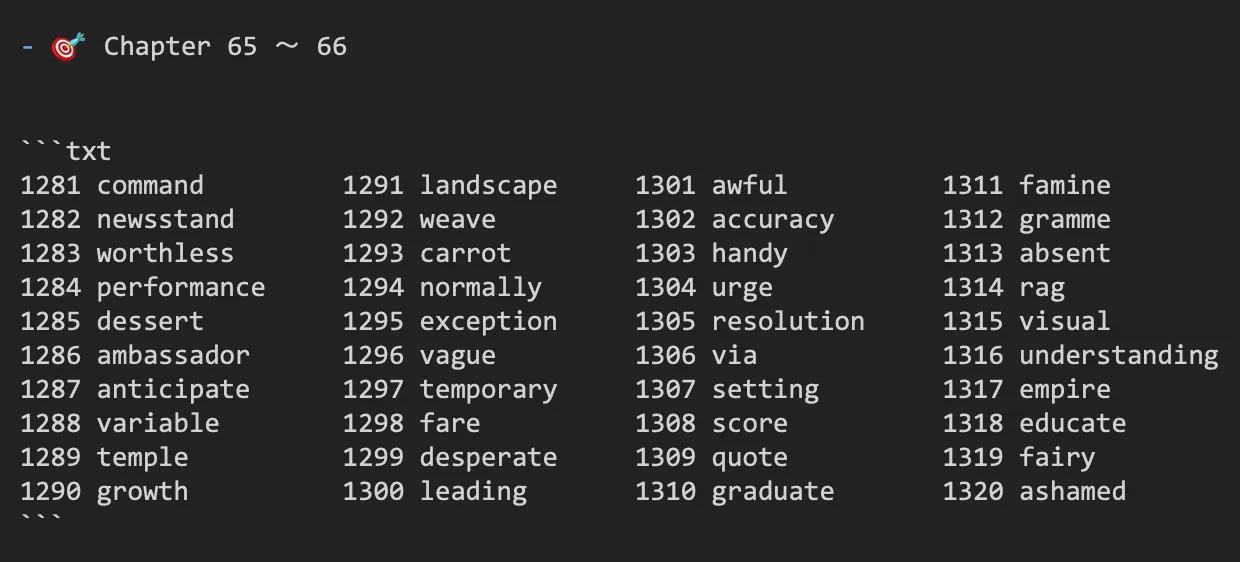 - 🎯 Chapter 65 ～ 66
```txt
1281 command 1291 landscape 1301 awful 1311 famine
1282 newsstand 1292 weave 1302 accuracy 1312 gramme
1283 worthless 1293 carrot 1303 handy 1313 absent
1284 performance 1294 normally 1304 urge 1314 rag
1285 dessert 1295 exception 1305 resolution 1315 visual
1286 ambassador 1296 vague 1306 via 1316 understanding
1287 anticipate 1297 temporary 1307 setting 1317 empire
1288 variable 1298 fare 1308 score 1318 educate
1289 temple 1299 desperate 1309 quote 1319 fairy
1290 growth 1300 leading 1310 graduate 1320 ashamed
```